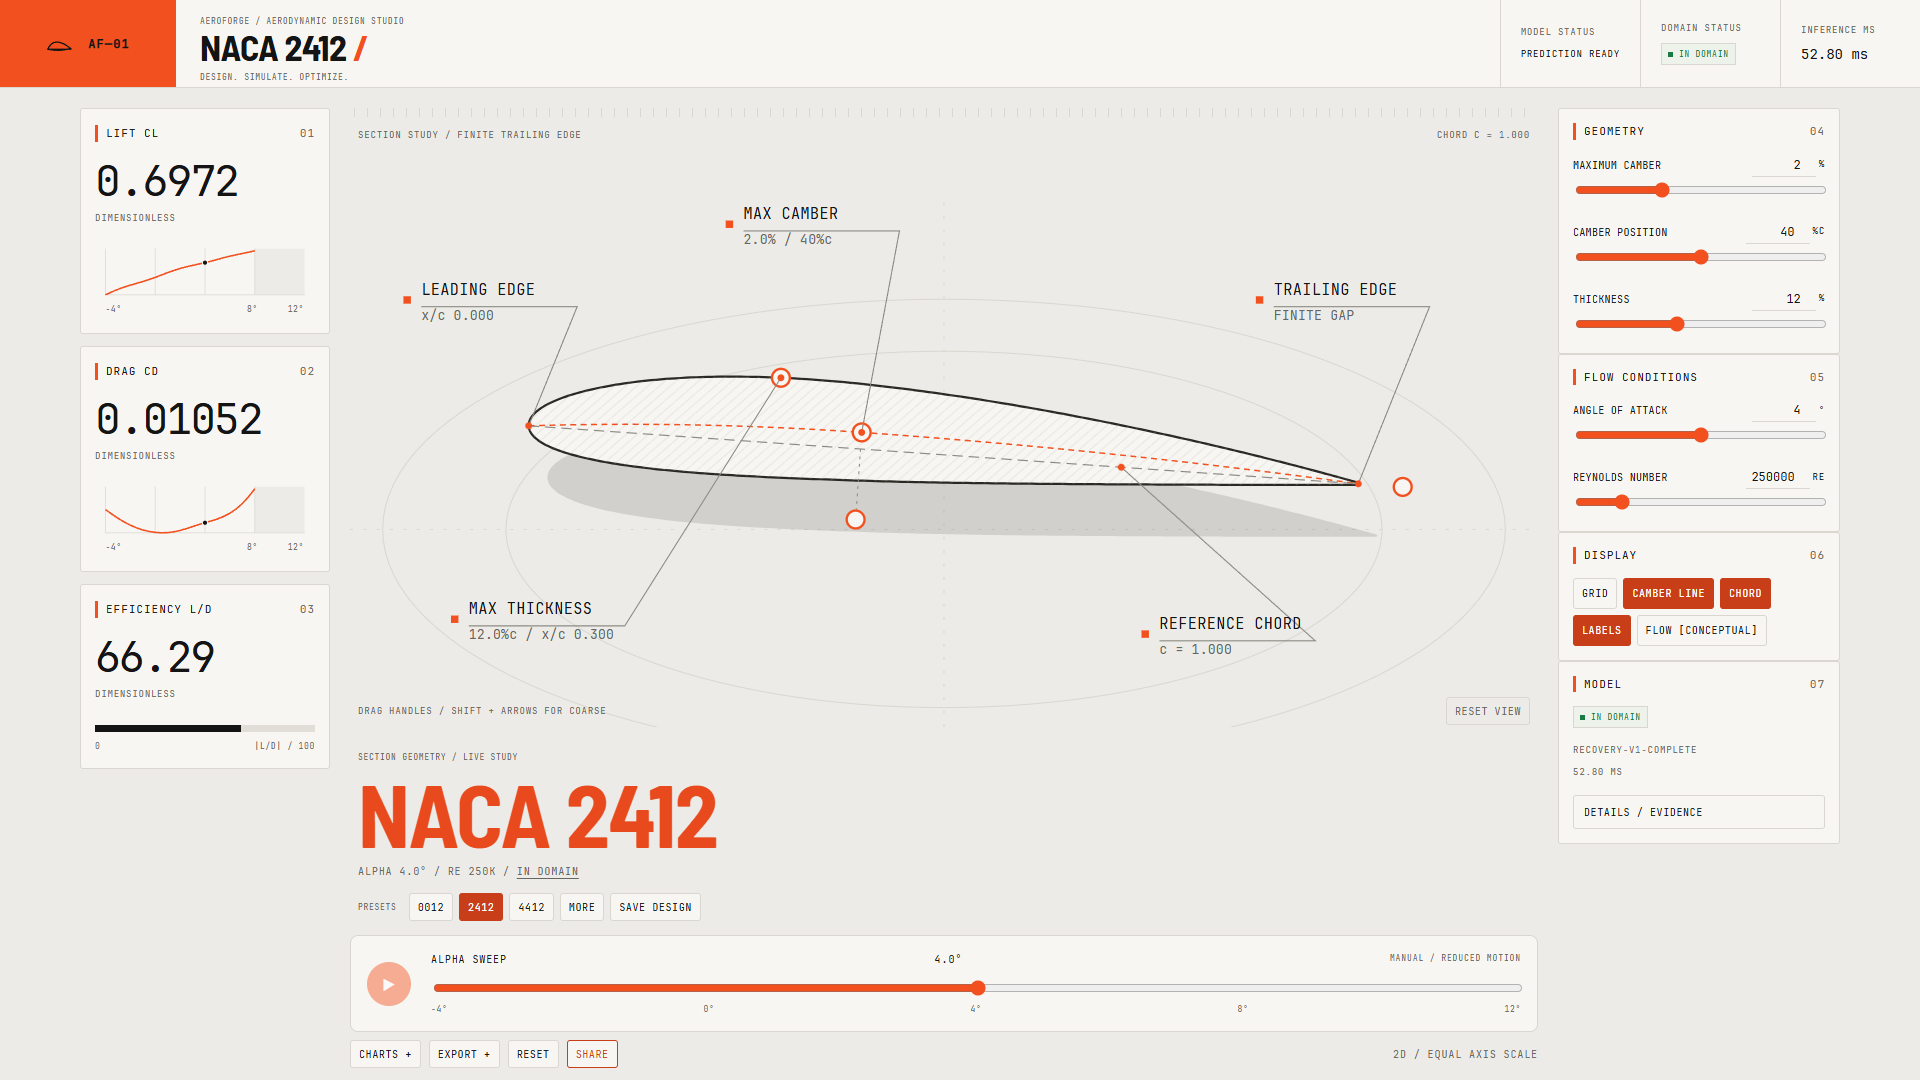 AF—01
AEROFORGE / AERODYNAMIC DESIGN STUDIO
NACA 2412 /
DESIGN. SIMULATE. OPTIMIZE.
MODEL STATUS
PREDICTION READY
DOMAIN STATUS
IN DOMAIN
INFERENCE MS
52.80 ms
LIFT CL 01
0.6972
DIMENSIONLESS
-4° 8° 12°
DRAG CD 02
0.01052
DIMENSIONLESS
-4° 8° 12°
EFFICIENCY L/D 03
66.29
DIMENSIONLESS
0 |L/D| / 100
SECTION STUDY / FINITE TRAILING EDGE
CHORD C = 1.000
MAX CAMBER
2.0% / 40%c
LEADING EDGE
x/c 0.000
TRAILING EDGE
FINITE GAP
MAX THICKNESS
12.0%c / x/c 0.300
REFERENCE CHORD
c = 1.000
DRAG HANDLES / SHIFT + ARROWS FOR COARSE
RESET VIEW
SECTION GEOMETRY / LIVE STUDY
NACA 2412
ALPHA 4.0° / RE 250K / IN DOMAIN
PRESETS 0012 2412 4412 MORE SAVE DESIGN
ALPHA SWEEP 4.0° MANUAL / REDUCED MOTION
-4° 0° 4° 8° 12°
CHARTS + EXPORT + RESET SHARE
2D / EQUAL AXIS SCALE
GEOMETRY 04
MAXIMUM CAMBER 2 %
CAMBER POSITION 40 %C
THICKNESS 12 %
FLOW CONDITIONS 05
ANGLE OF ATTACK 4 °
REYNOLDS NUMBER 250000 RE
DISPLAY 06
GRID CAMBER LINE CHORD
LABELS FLOW [CONCEPTUAL]
MODEL 07
IN DOMAIN
RECOVERY-V1-COMPLETE
52.80 MS
DETAILS / EVIDENCE